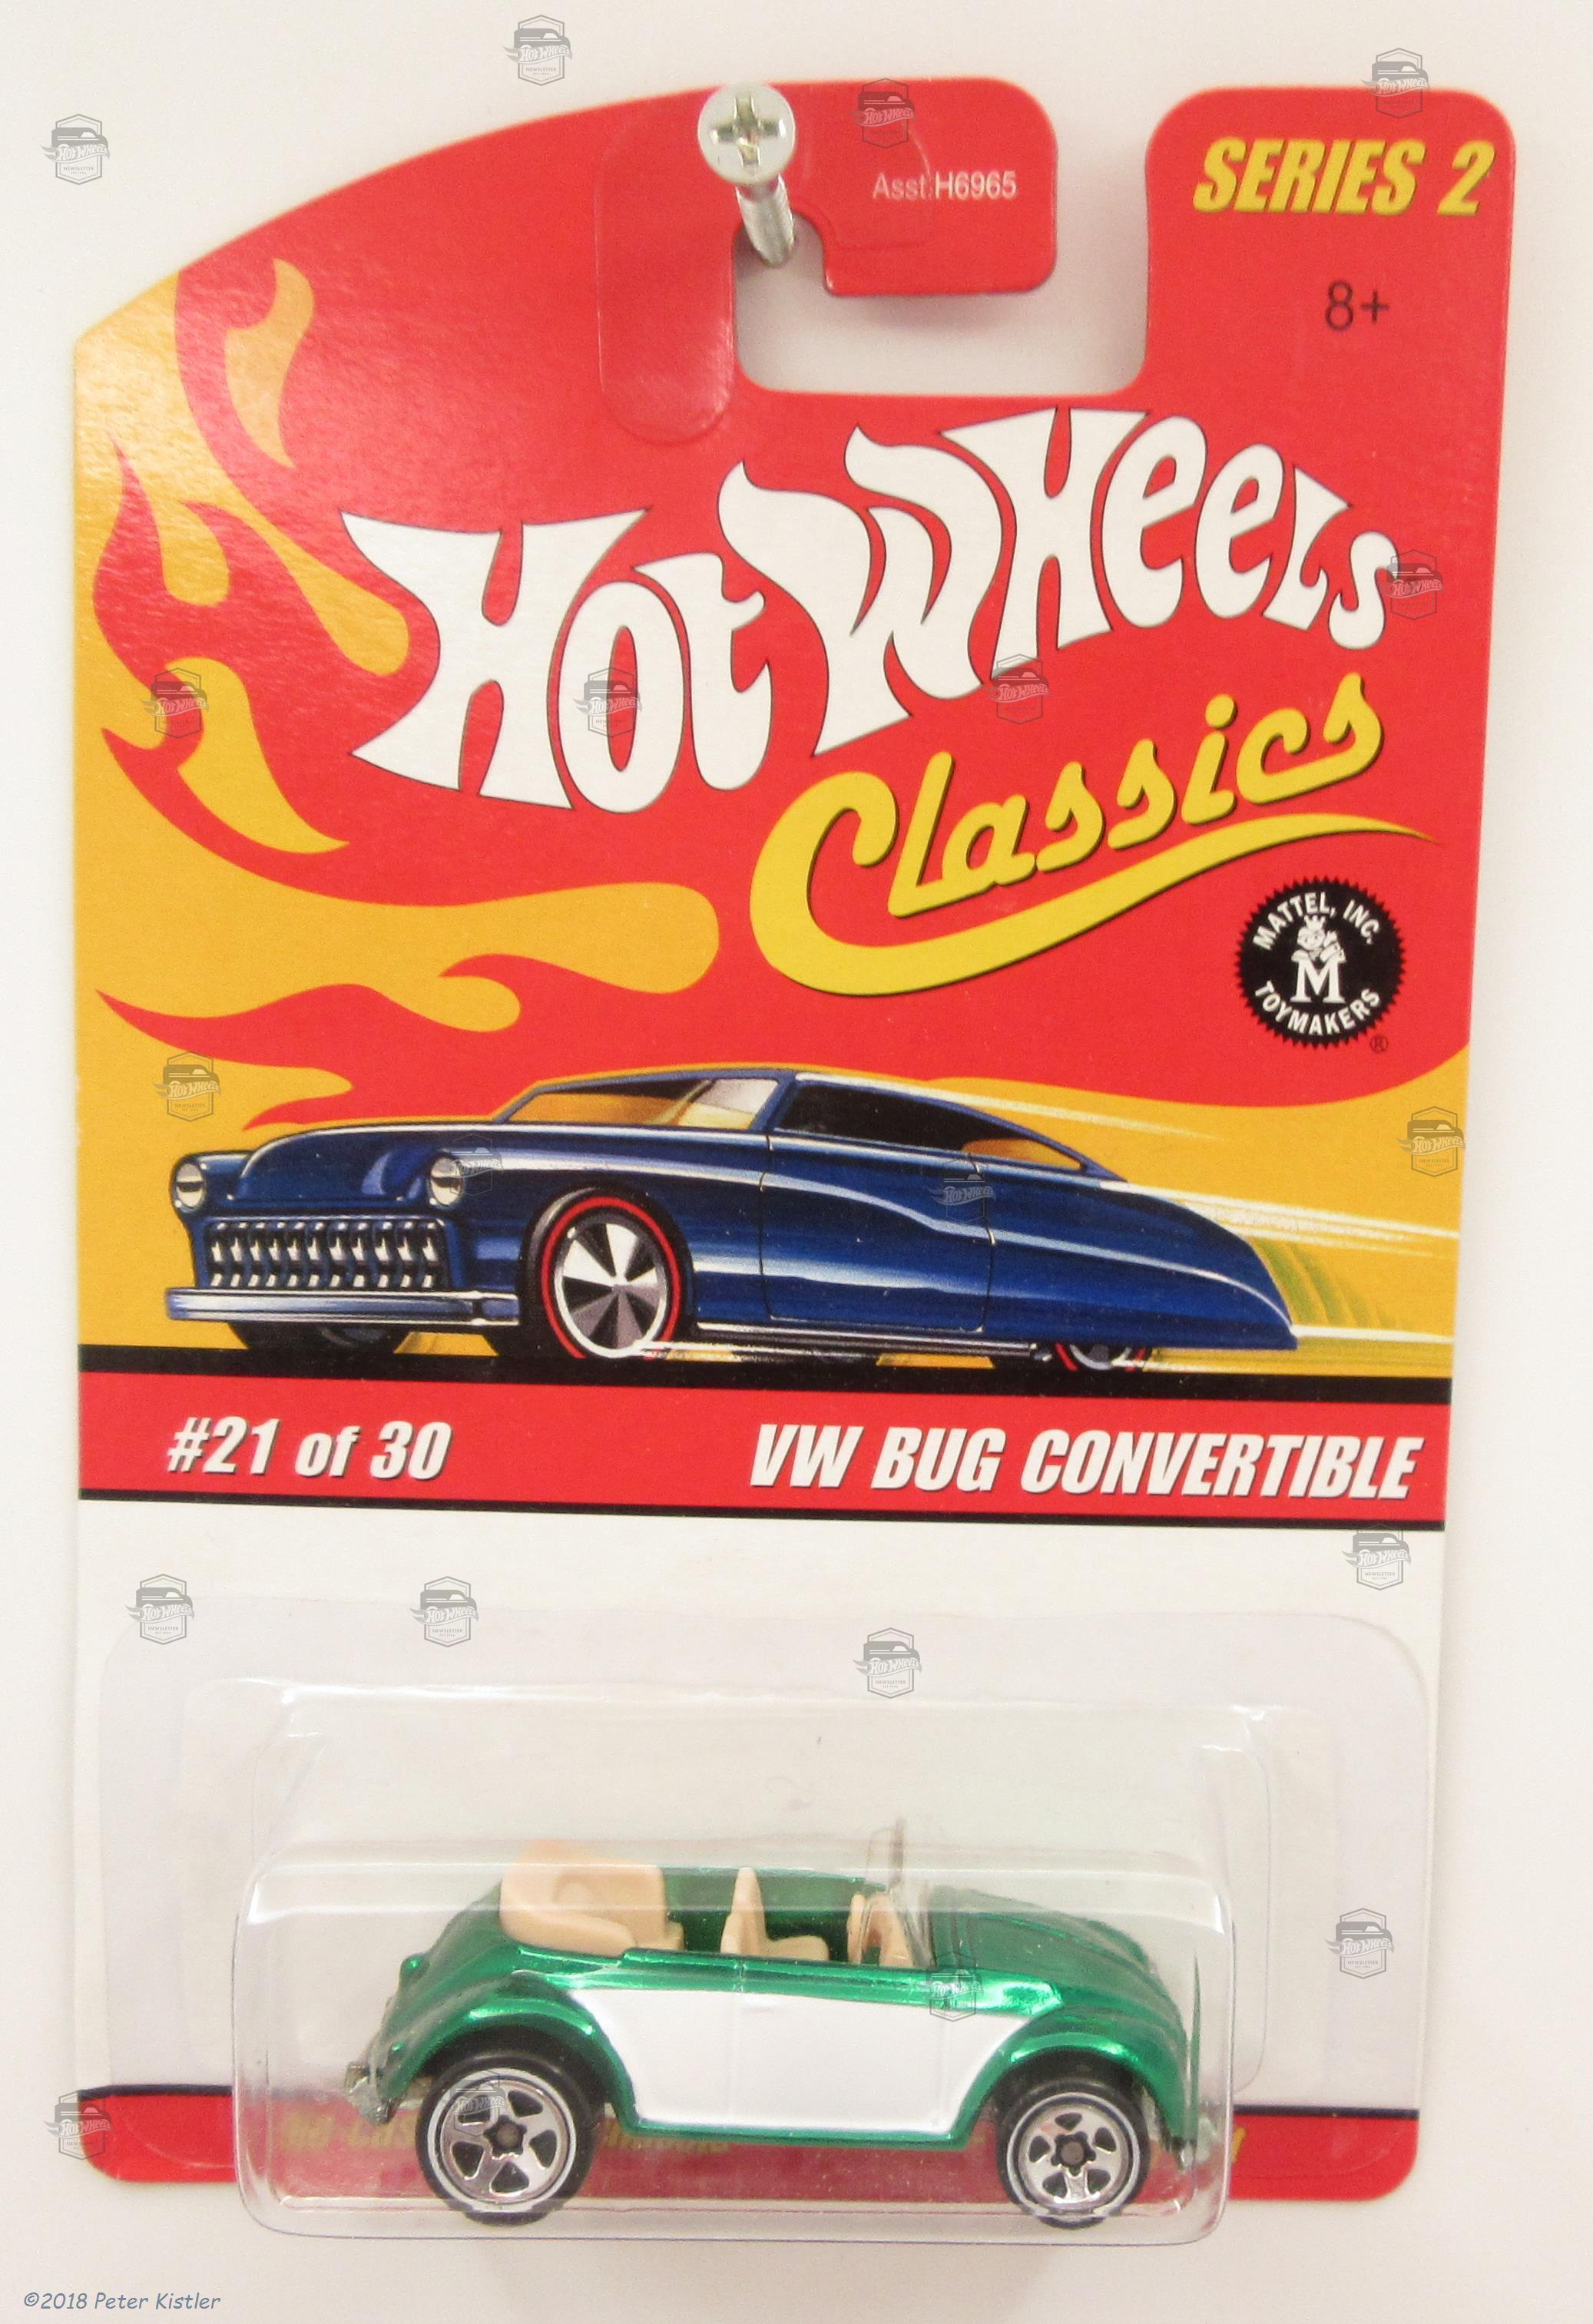 Asst.H6965
SERIES 2
8+
Hot Wheels
Classics
MATTEL, INC.
M
TOYMAKERS
®
#21 of 30
VW BUG CONVERTIBLE
©2018 Peter Kistler